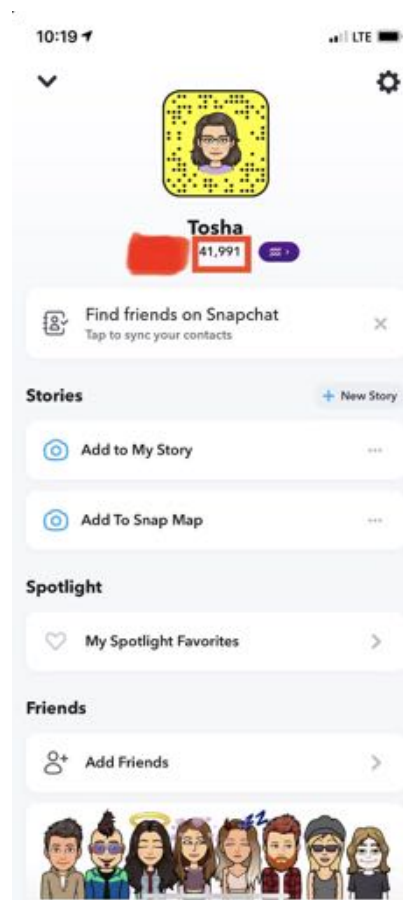 10:19
LTE
Tosha
41,991
Find friends on Snapchat
Tap to sync your contacts
Stories
+ New Story
Add to My Story
Add To Snap Map
Spotlight
My Spotlight Favorites
Friends
Add Friends
zZ